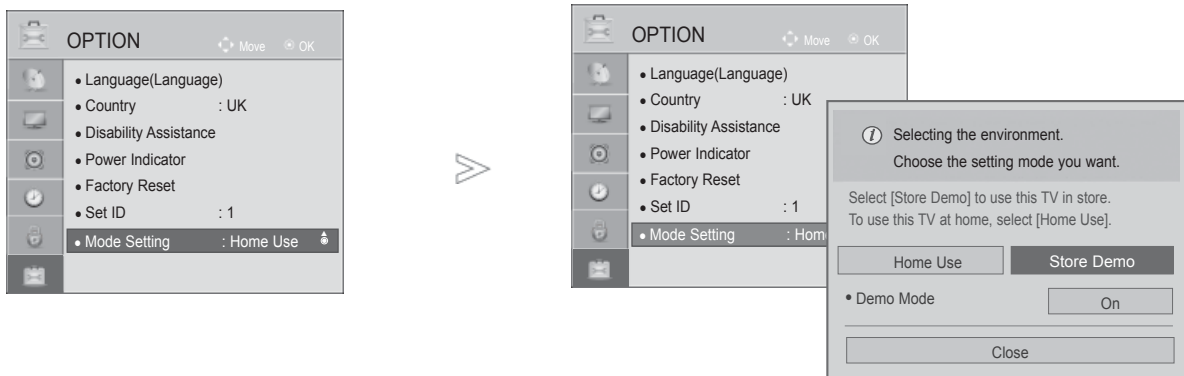 OPTION
Move OK
• Language(Language)
• Country : UK
• Disability Assistance
• Power Indicator
• Factory Reset
• Set ID : 1
• Mode Setting : Home Use
OPTION
Move OK
• Language(Language)
• Country : UK
• Disability Assistance
• Power Indicator
• Factory Reset
• Set ID : 1
• Mode Setting : Hom
i Selecting the environment.
Choose the setting mode you want.
Select [Store Demo] to use this TV in store.
To use this TV at home, select [Home Use].
Home Use Store Demo
• Demo Mode On
Close